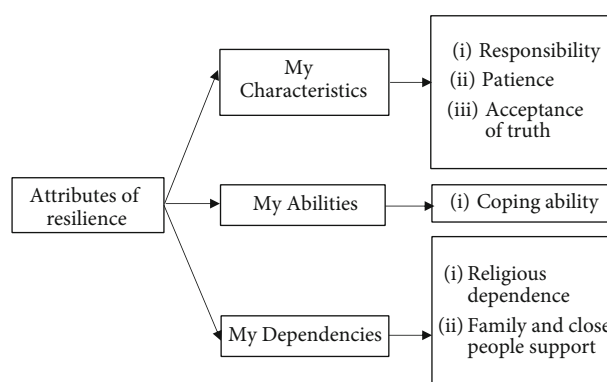 Attributes of
resilience
My
Characteristics
(i) Responsibility
(ii) Patience
(iii) Acceptance
of truth
My Abilities
(i) Coping ability
My Dependencies
(i) Religious
dependence
(ii) Family and close
people support